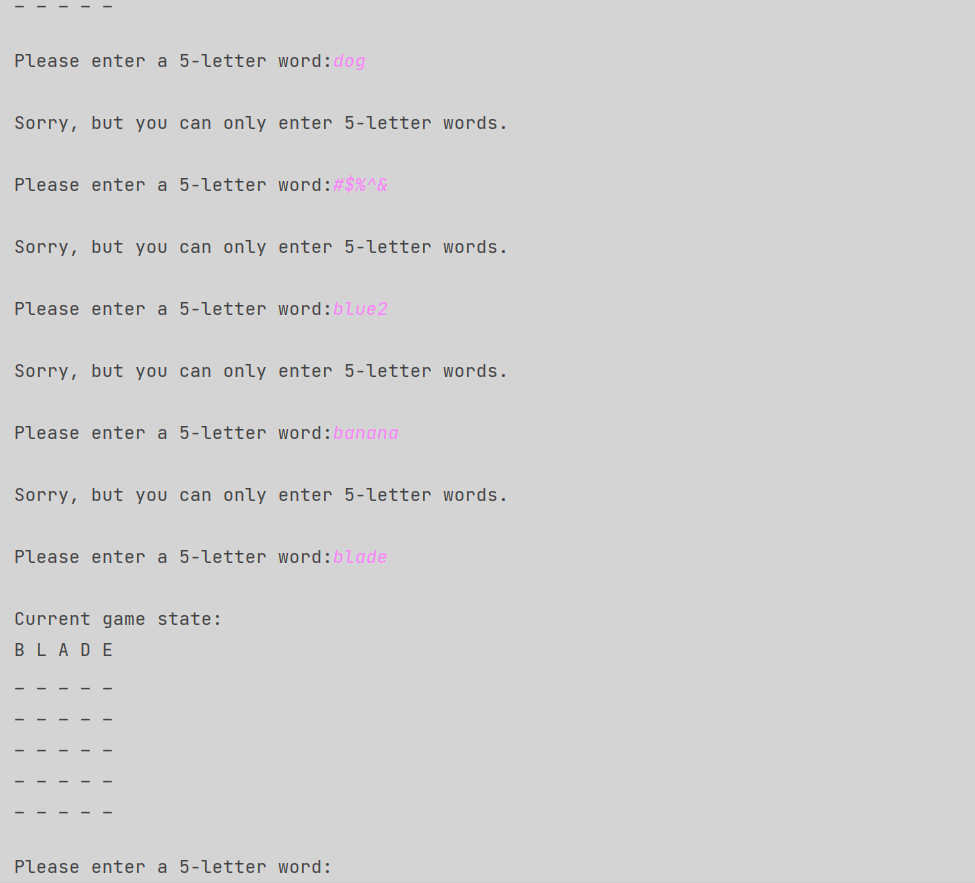 _ _ _ _ _
Please enter a 5-letter word:dog
Sorry, but you can only enter 5-letter words.
Please enter a 5-letter word:#$%^&
Sorry, but you can only enter 5-letter words.
Please enter a 5-letter word:blue2
Sorry, but you can only enter 5-letter words.
Please enter a 5-letter word:banana
Sorry, but you can only enter 5-letter words.
Please enter a 5-letter word:blade
Current game state:
B L A D E
_ _ _ _ _
_ _ _ _ _
_ _ _ _ _
_ _ _ _ _
_ _ _ _ _
Please enter a 5-letter word: